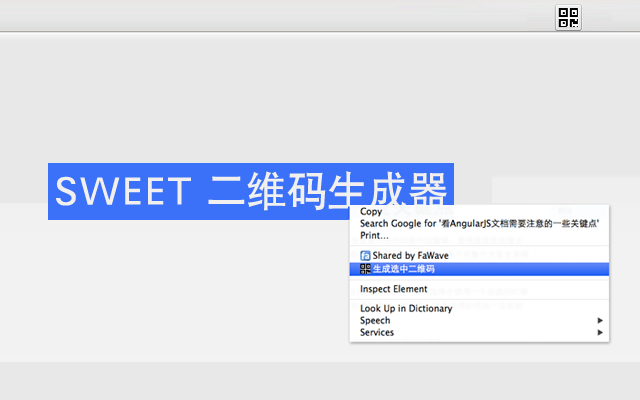 SWEET 二维码生成器
Copy
Search Google for '看AngularJS文档需要注意的一些关键点'
Print...
Shared by FaWave
生成选中二维码
Inspect Element
Look Up in Dictionary
Speech
Services